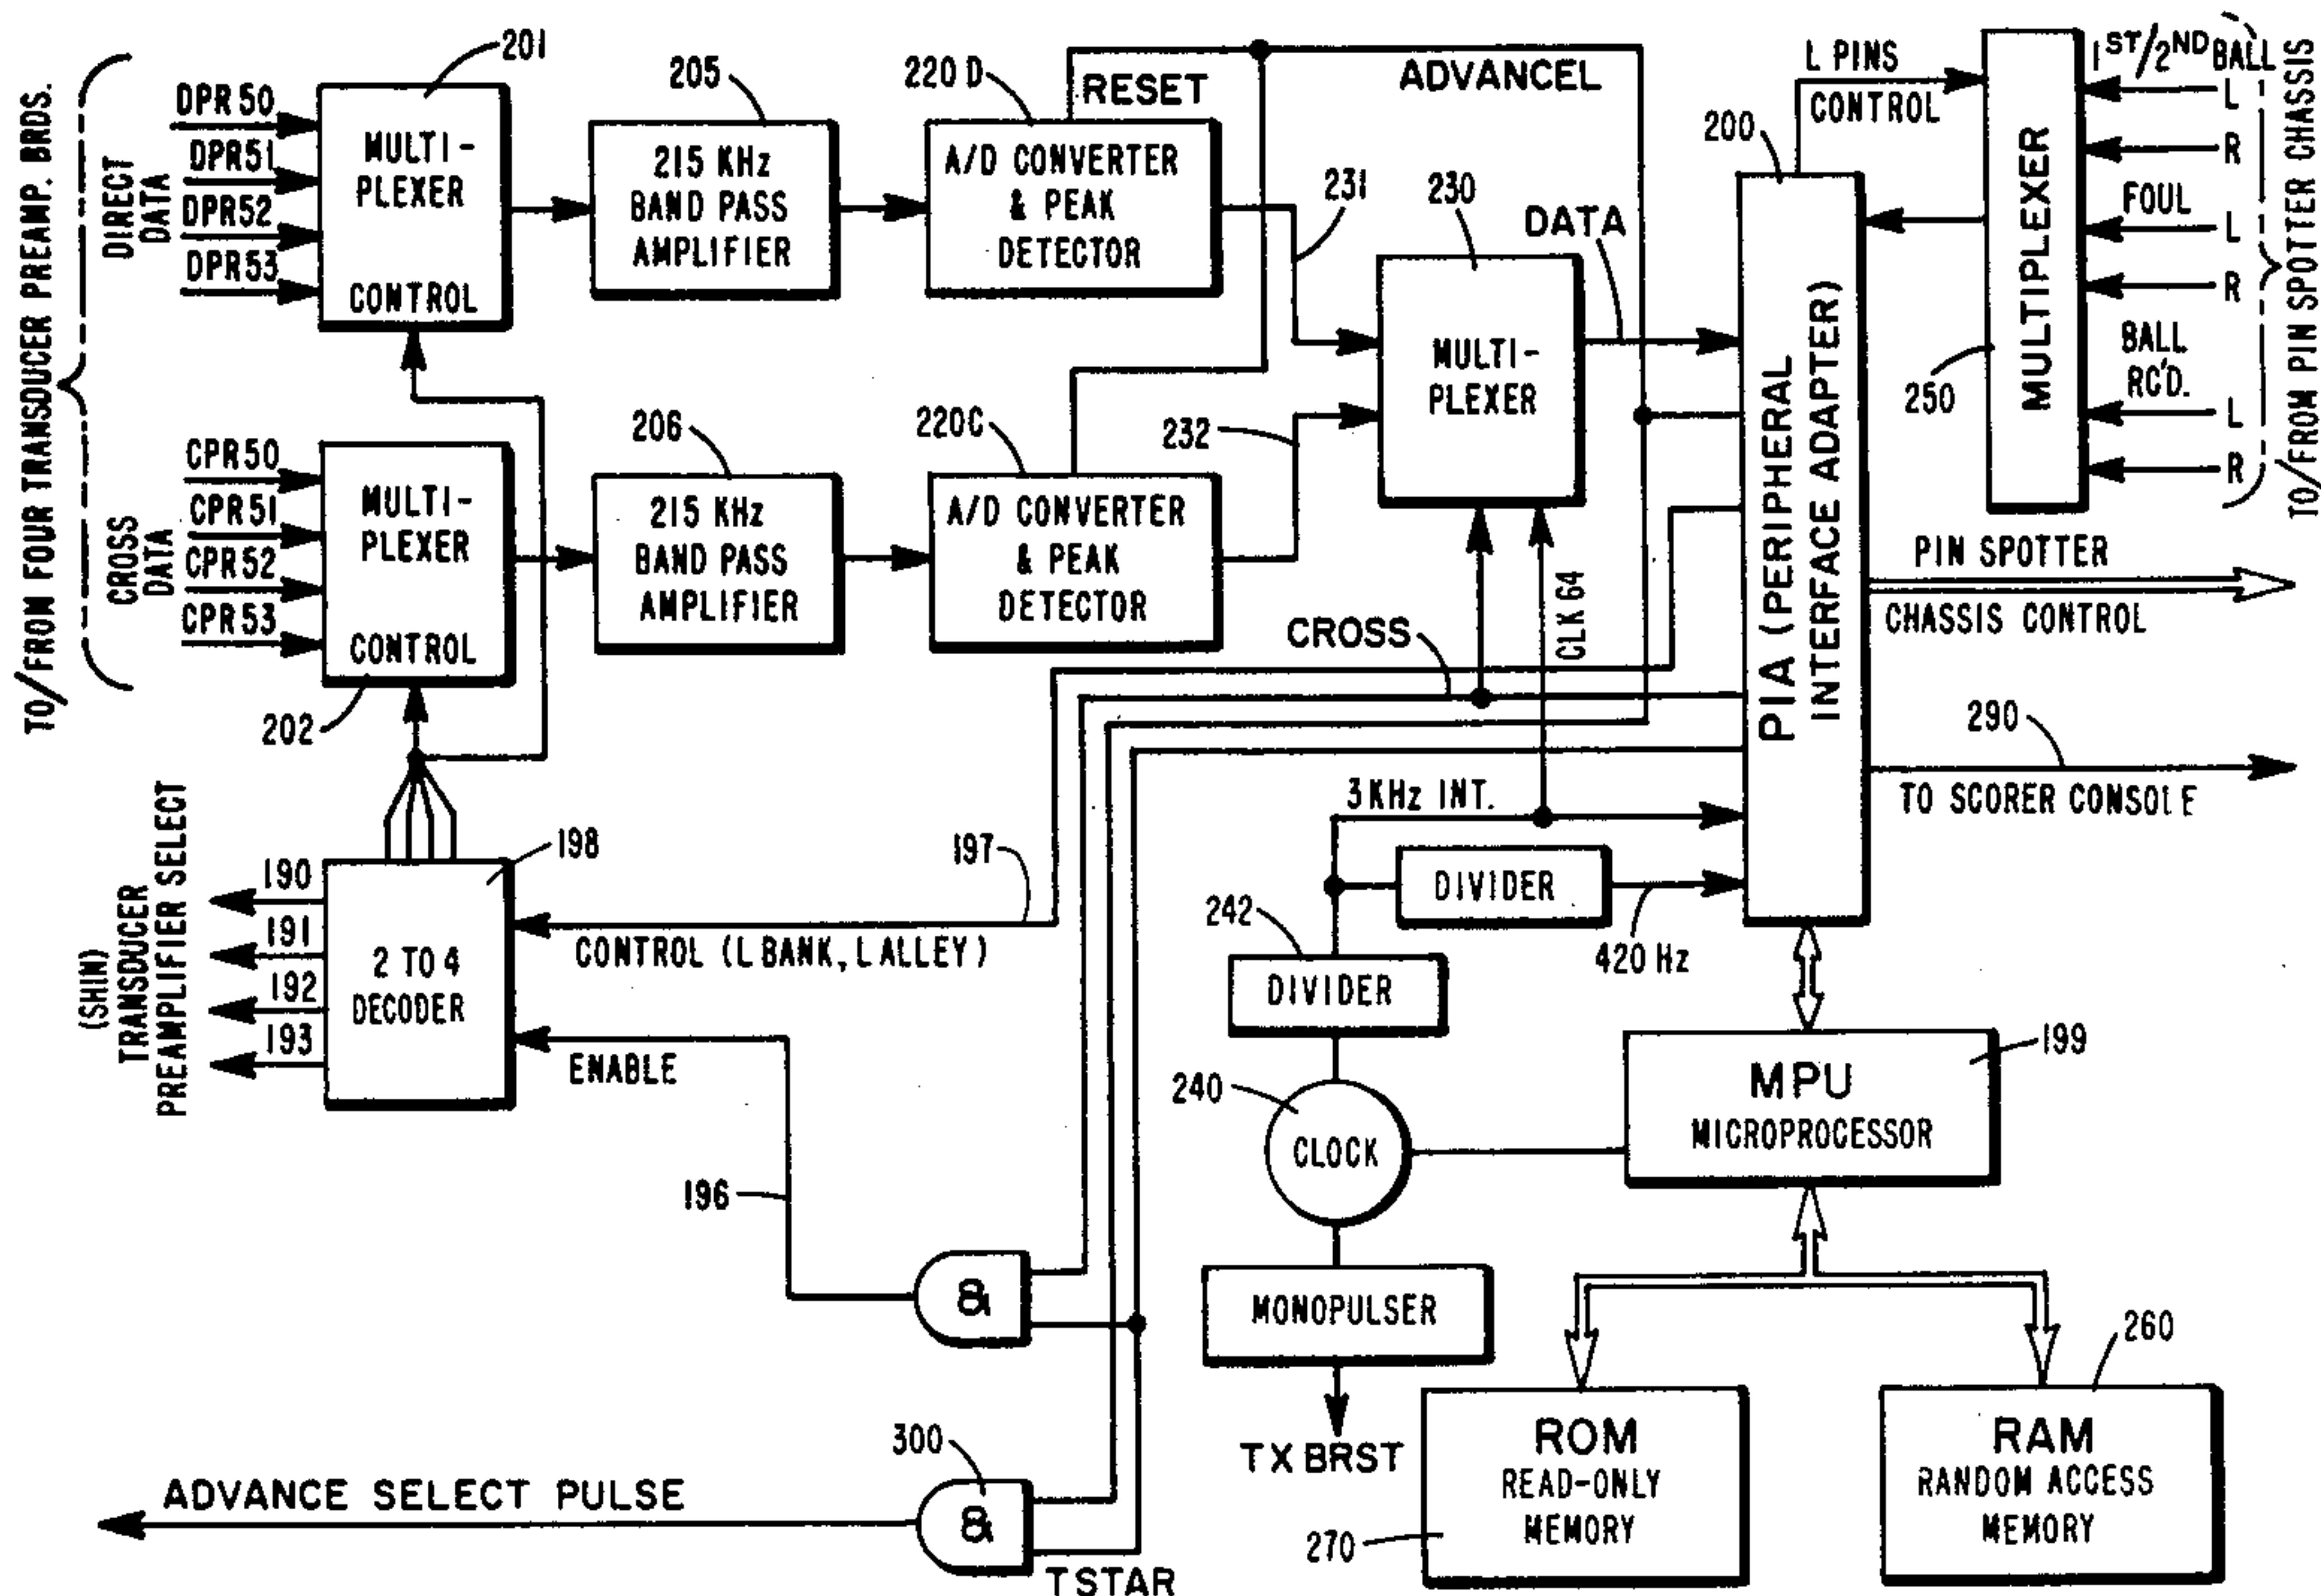 TO/FROM FOUR TRANSDUCER PREAMP. BRDS.
DIRECT
DATA
DPR50
DPR51
DPR52
DPR53
201
MULTI-
PLEXER
CONTROL
205
215 KHz
BAND PASS
AMPLIFIER
220D
RESET
A/D CONVERTER
& PEAK
DETECTOR
ADVANCEL
231
230
MULTI-
PLEXER
DATA
232
CROSS
DATA
CPR50
CPR51
CPR52
CPR53
MULTI-
PLEXER
CONTROL
202
206
215 KHz
BAND PASS
AMPLIFIER
220C
A/D CONVERTER
& PEAK
DETECTOR
CROSS
CLK 64
200
PIA (PERIPHERAL
INTERFACE ADAPTER)
L PINS
CONTROL
MULTIPLEXER
250
1ST/2ND BALL
L
R
FOUL
L
R
BALL
RC'D.
L
R
TO/FROM PIN SPOTTER CHASSIS
PIN SPOTTER
CHASSIS CONTROL
290
TO SCORER CONSOLE
3KHz INT.
DIVIDER
420 Hz
242
DIVIDER
240
CLOCK
MONOPULSER
TX BRST
199
MPU
MICROPROCESSOR
270
ROM
READ-ONLY
MEMORY
260
RAM
RANDOM ACCESS
MEMORY
(SHIN)
TRANSDUCER
PREAMPLIFIER SELECT
190
191
192
193
198
2 TO 4
DECODER
197
CONTROL (L BANK, L ALLEY)
ENABLE
196
&
300
&
ADVANCE SELECT PULSE
TSTAR